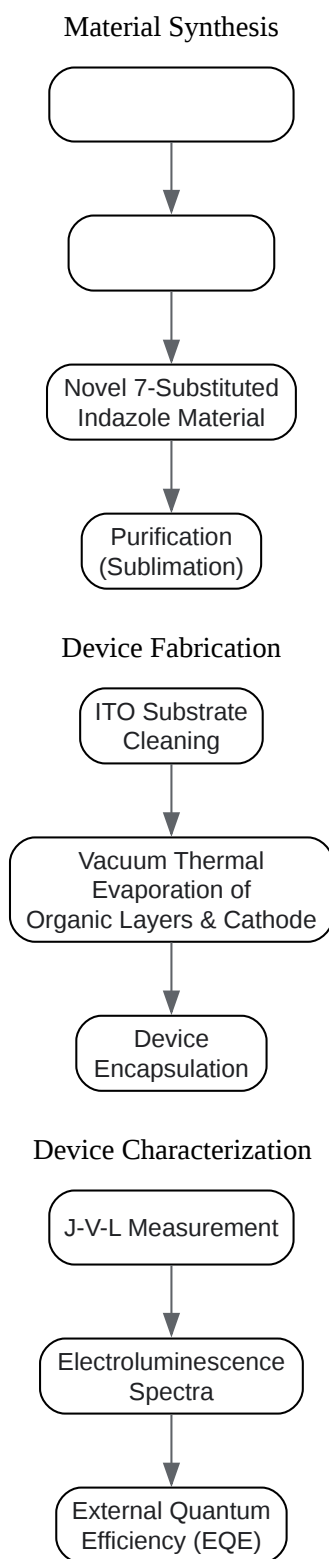 Material Synthesis
Novel 7-Substituted
Indazole Material
Purification
(Sublimation)
Device Fabrication
ITO Substrate
Cleaning
Vacuum Thermal
Evaporation of
Organic Layers & Cathode
Device
Encapsulation
Device Characterization
J-V-L Measurement
Electroluminescence
Spectra
External Quantum
Efficiency (EQE)